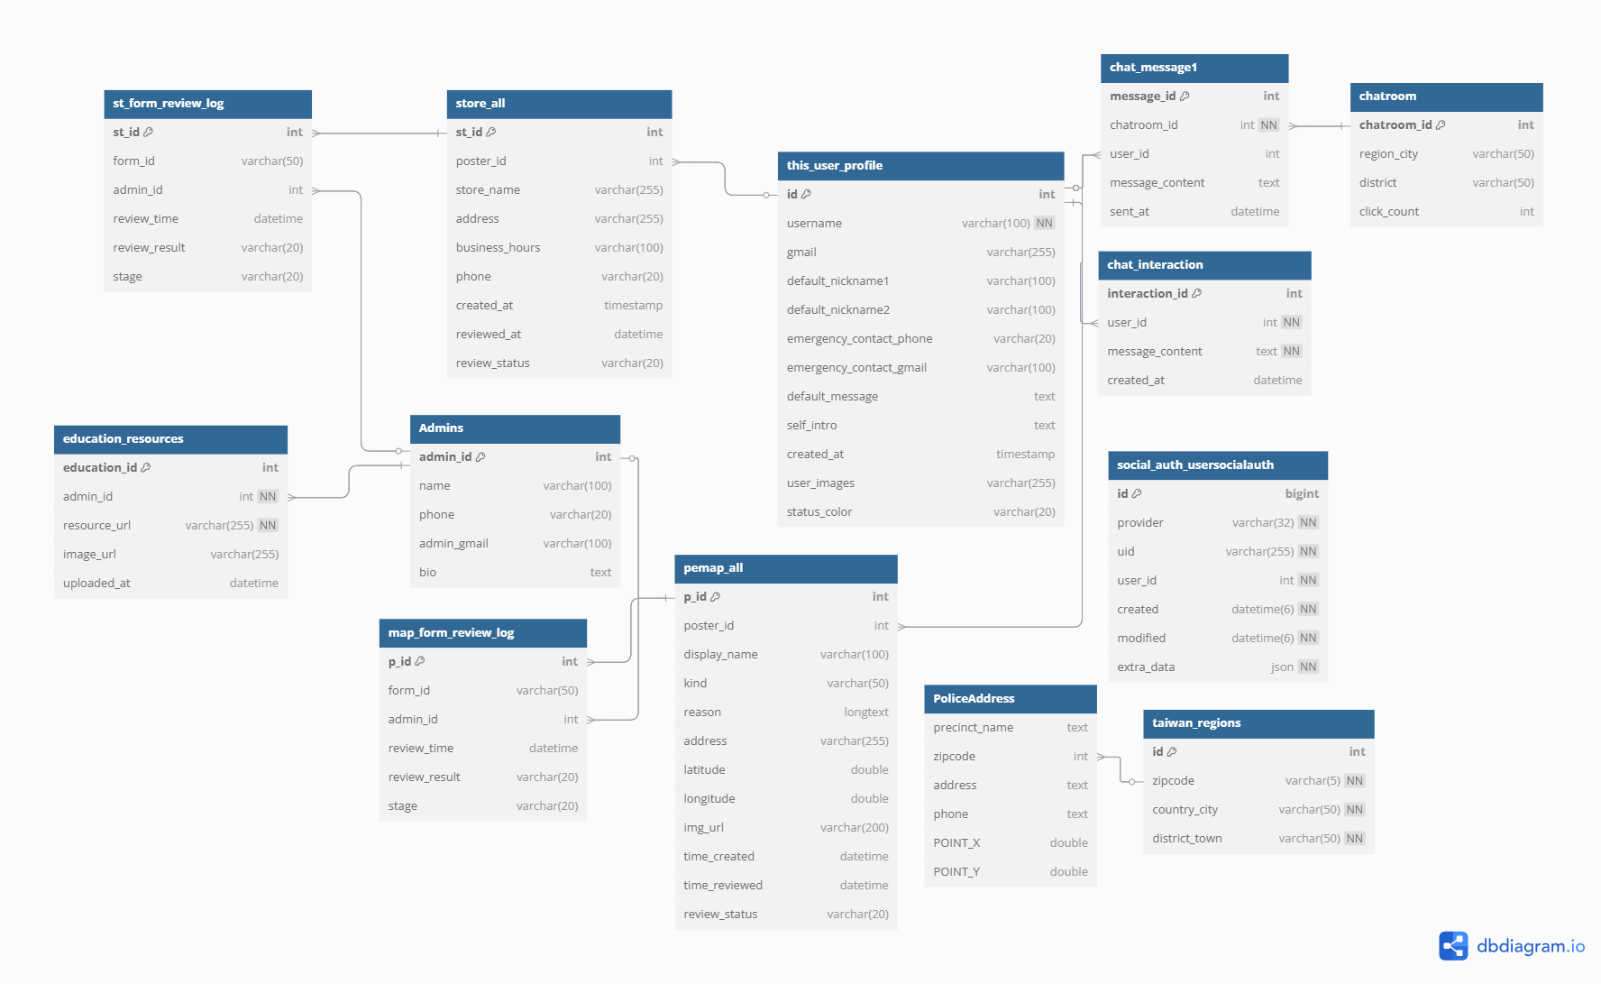 st_form_review_log
st_id int
form_id varchar(50)
admin_id int
review_time datetime
review_result varchar(20)
stage varchar(20)
store_all
st_id int
poster_id int
store_name varchar(255)
address varchar(255)
business_hours varchar(100)
phone varchar(20)
created_at timestamp
reviewed_at datetime
review_status varchar(20)
this_user_profile
id int
username varchar(100) NN
gmail varchar(255)
default_nickname1 varchar(100)
default_nickname2 varchar(100)
emergency_contact_phone varchar(20)
emergency_contact_gmail varchar(100)
default_message text
self_intro text
created_at timestamp
user_images varchar(255)
status_color varchar(20)
chat_message1
message_id int
chatroom_id int NN
user_id int
message_content text
sent_at datetime
chatroom
chatroom_id int
region_city varchar(50)
district varchar(50)
click_count int
chat_interaction
interaction_id int
user_id int NN
message_content text NN
created_at datetime
education_resources
education_id int
admin_id int NN
resource_url varchar(255) NN
image_url varchar(255)
uploaded_at datetime
Admins
admin_id int
name varchar(100)
phone varchar(20)
admin_gmail varchar(100)
bio text
social_auth_usersocialauth
id bigint
provider varchar(32) NN
uid varchar(255) NN
user_id int NN
created datetime(6) NN
modified datetime(6) NN
extra_data json NN
map_form_review_log
p_id int
form_id varchar(50)
admin_id int
review_time datetime
review_result varchar(20)
stage varchar(20)
pemap_all
p_id int
poster_id int
display_name varchar(100)
kind varchar(50)
reason longtext
address varchar(255)
latitude double
longitude double
img_url varchar(200)
time_created datetime
time_reviewed datetime
review_status varchar(20)
PoliceAddress
precinct_name text
zipcode int
address text
phone text
POINT_X double
POINT_Y double
taiwan_regions
id int
zipcode varchar(5) NN
country_city varchar(50) NN
district_town varchar(50) NN
dbdiagram.io